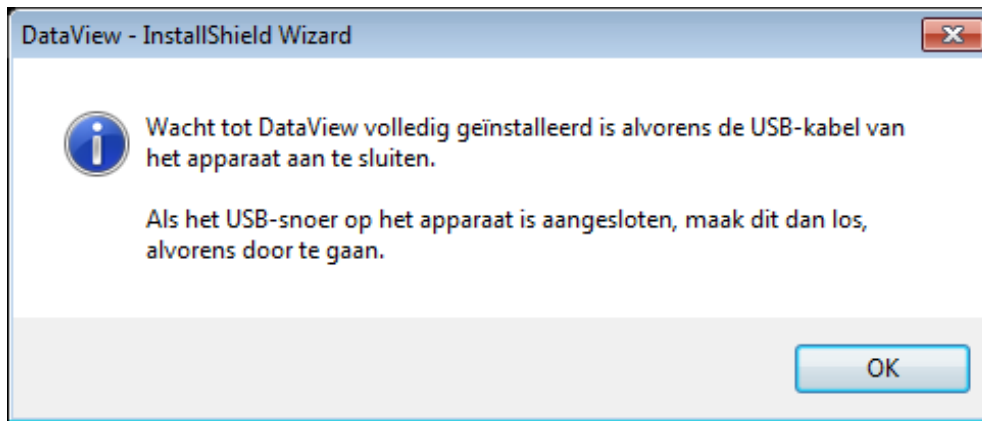 DataView - InstallShield Wizard
Wacht tot DataView volledig geïnstalleerd is alvorens de USB-kabel van
het apparaat aan te sluiten.
Als het USB-snoer op het apparaat is aangesloten, maak dit dan los,
alvorens door te gaan.
OK